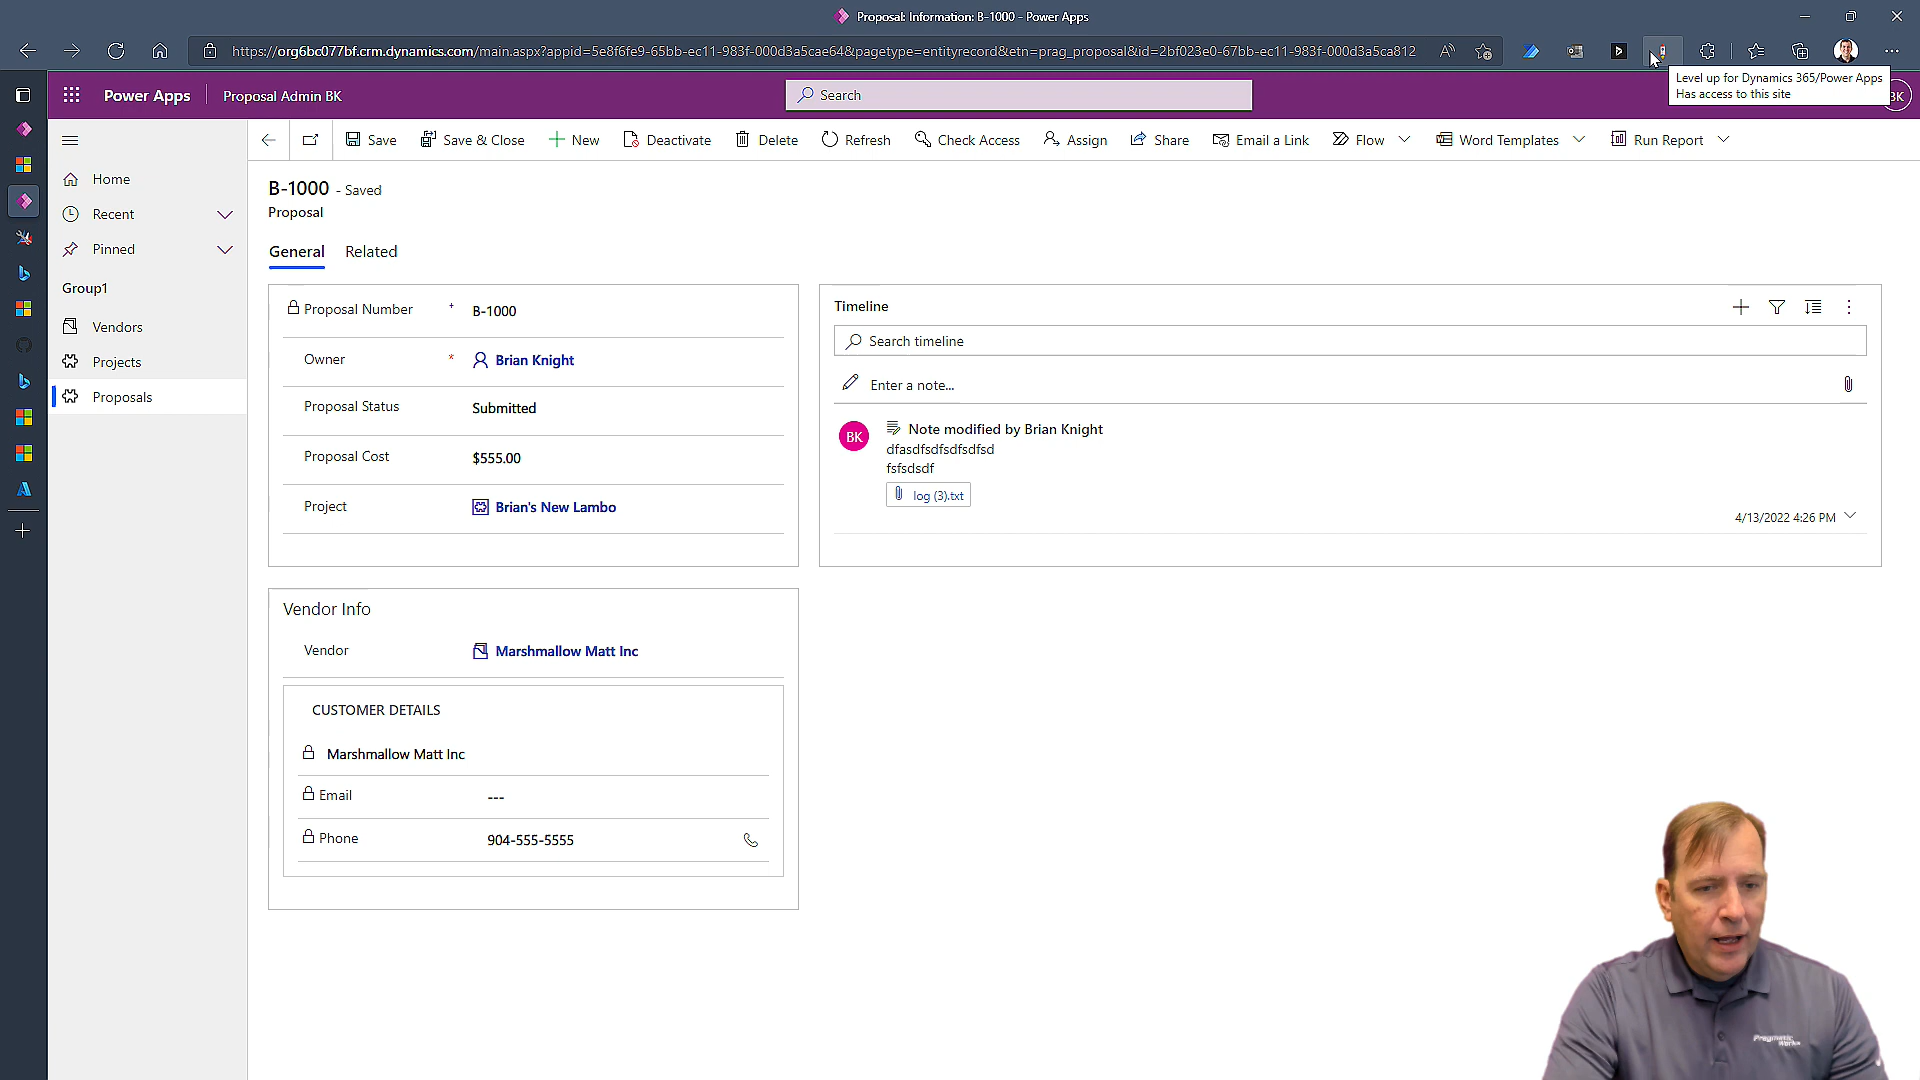 Proposal: Information: B-1000 - Power Apps
https://org6bc077bf.crm.dynamics.com/main.aspx?appid=5e8f6fe9-65bb-ec11-983f-000d3a5cae64&pagetype=entityrecord&etn=prag_proposal&id=2bf023e0-67bb-ec11-983f-000d3a5ca812
Level up for Dynamics 365/Power Apps
Has access to this site
Power Apps
Proposal Admin BK
Search
BK
Save
Save & Close
New
Deactivate
Delete
Refresh
Check Access
Assign
Share
Email a Link
Flow
Word Templates
Run Report
Home
Recent
Pinned
Group1
Vendors
Projects
Proposals
B-1000 - Saved
Proposal
General
Related
Proposal Number + B-1000
Owner * Brian Knight
Proposal Status Submitted
Proposal Cost $555.00
Project Brian's New Lambo
Timeline
Search timeline
Enter a note...
BK
Note modified by Brian Knight
dfasdfsdfsdfsdfsd
fsfsdsdf
log (3).txt
4/13/2022 4:26 PM
Vendor Info
Vendor Marshmallow Matt Inc
CUSTOMER DETAILS
Marshmallow Matt Inc
Email ---
Phone 904-555-5555
Pragmatic
Works